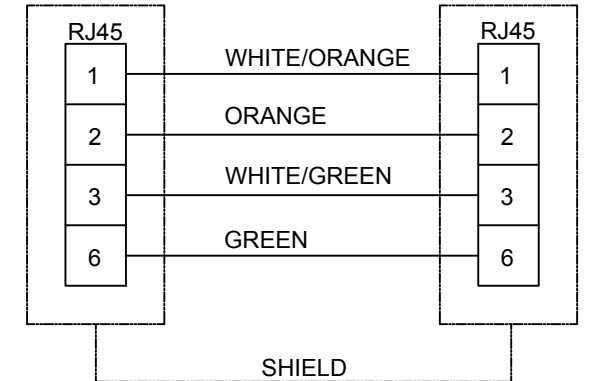 RJ45 RJ45
1 WHITE/ORANGE 1
2 ORANGE 2
3 WHITE/GREEN 3
6 GREEN 6
SHIELD